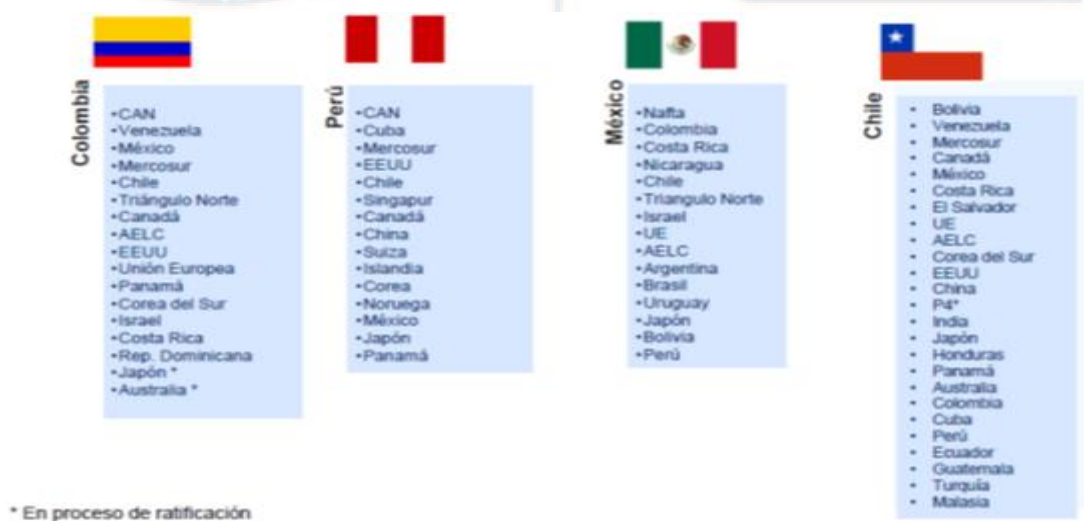 Colombia
•CAN
•Venezuela
•México
•Mercosur
•Chile
•Triángulo Norte
•Canadá
•AELC
•EEUU
•Unión Europea
•Panamá
•Corea del Sur
•Israel
•Costa Rica
•Rep. Dominicana
•Japón *
•Australia *
Perú
•CAN
•Cuba
•Mercosur
•EEUU
•Chile
•Singapur
•Canadá
•China
•Suiza
•Islandia
•Corea
•Noruega
•México
•Japón
•Panamá
México
•Nafta
•Colombia
•Costa Rica
•Nicaragua
•Chile
•Triangulo Norte
•Israel
•UE
•AELC
•Argentina
•Brasil
•Uruguay
•Japón
•Bolivia
•Perú
Chile
• Bolivia
• Venezuela
• Mercosur
• Canadá
• México
• Costa Rica
• El Salvador
• UE
• AELC
• Corea del Sur
• EEUU
• China
• P4*
• India
• Japón
• Honduras
• Panamá
• Australia
• Colombia
• Cuba
• Perú
• Ecuador
• Guatemala
• Turquía
• Malasia
* En proceso de ratificación